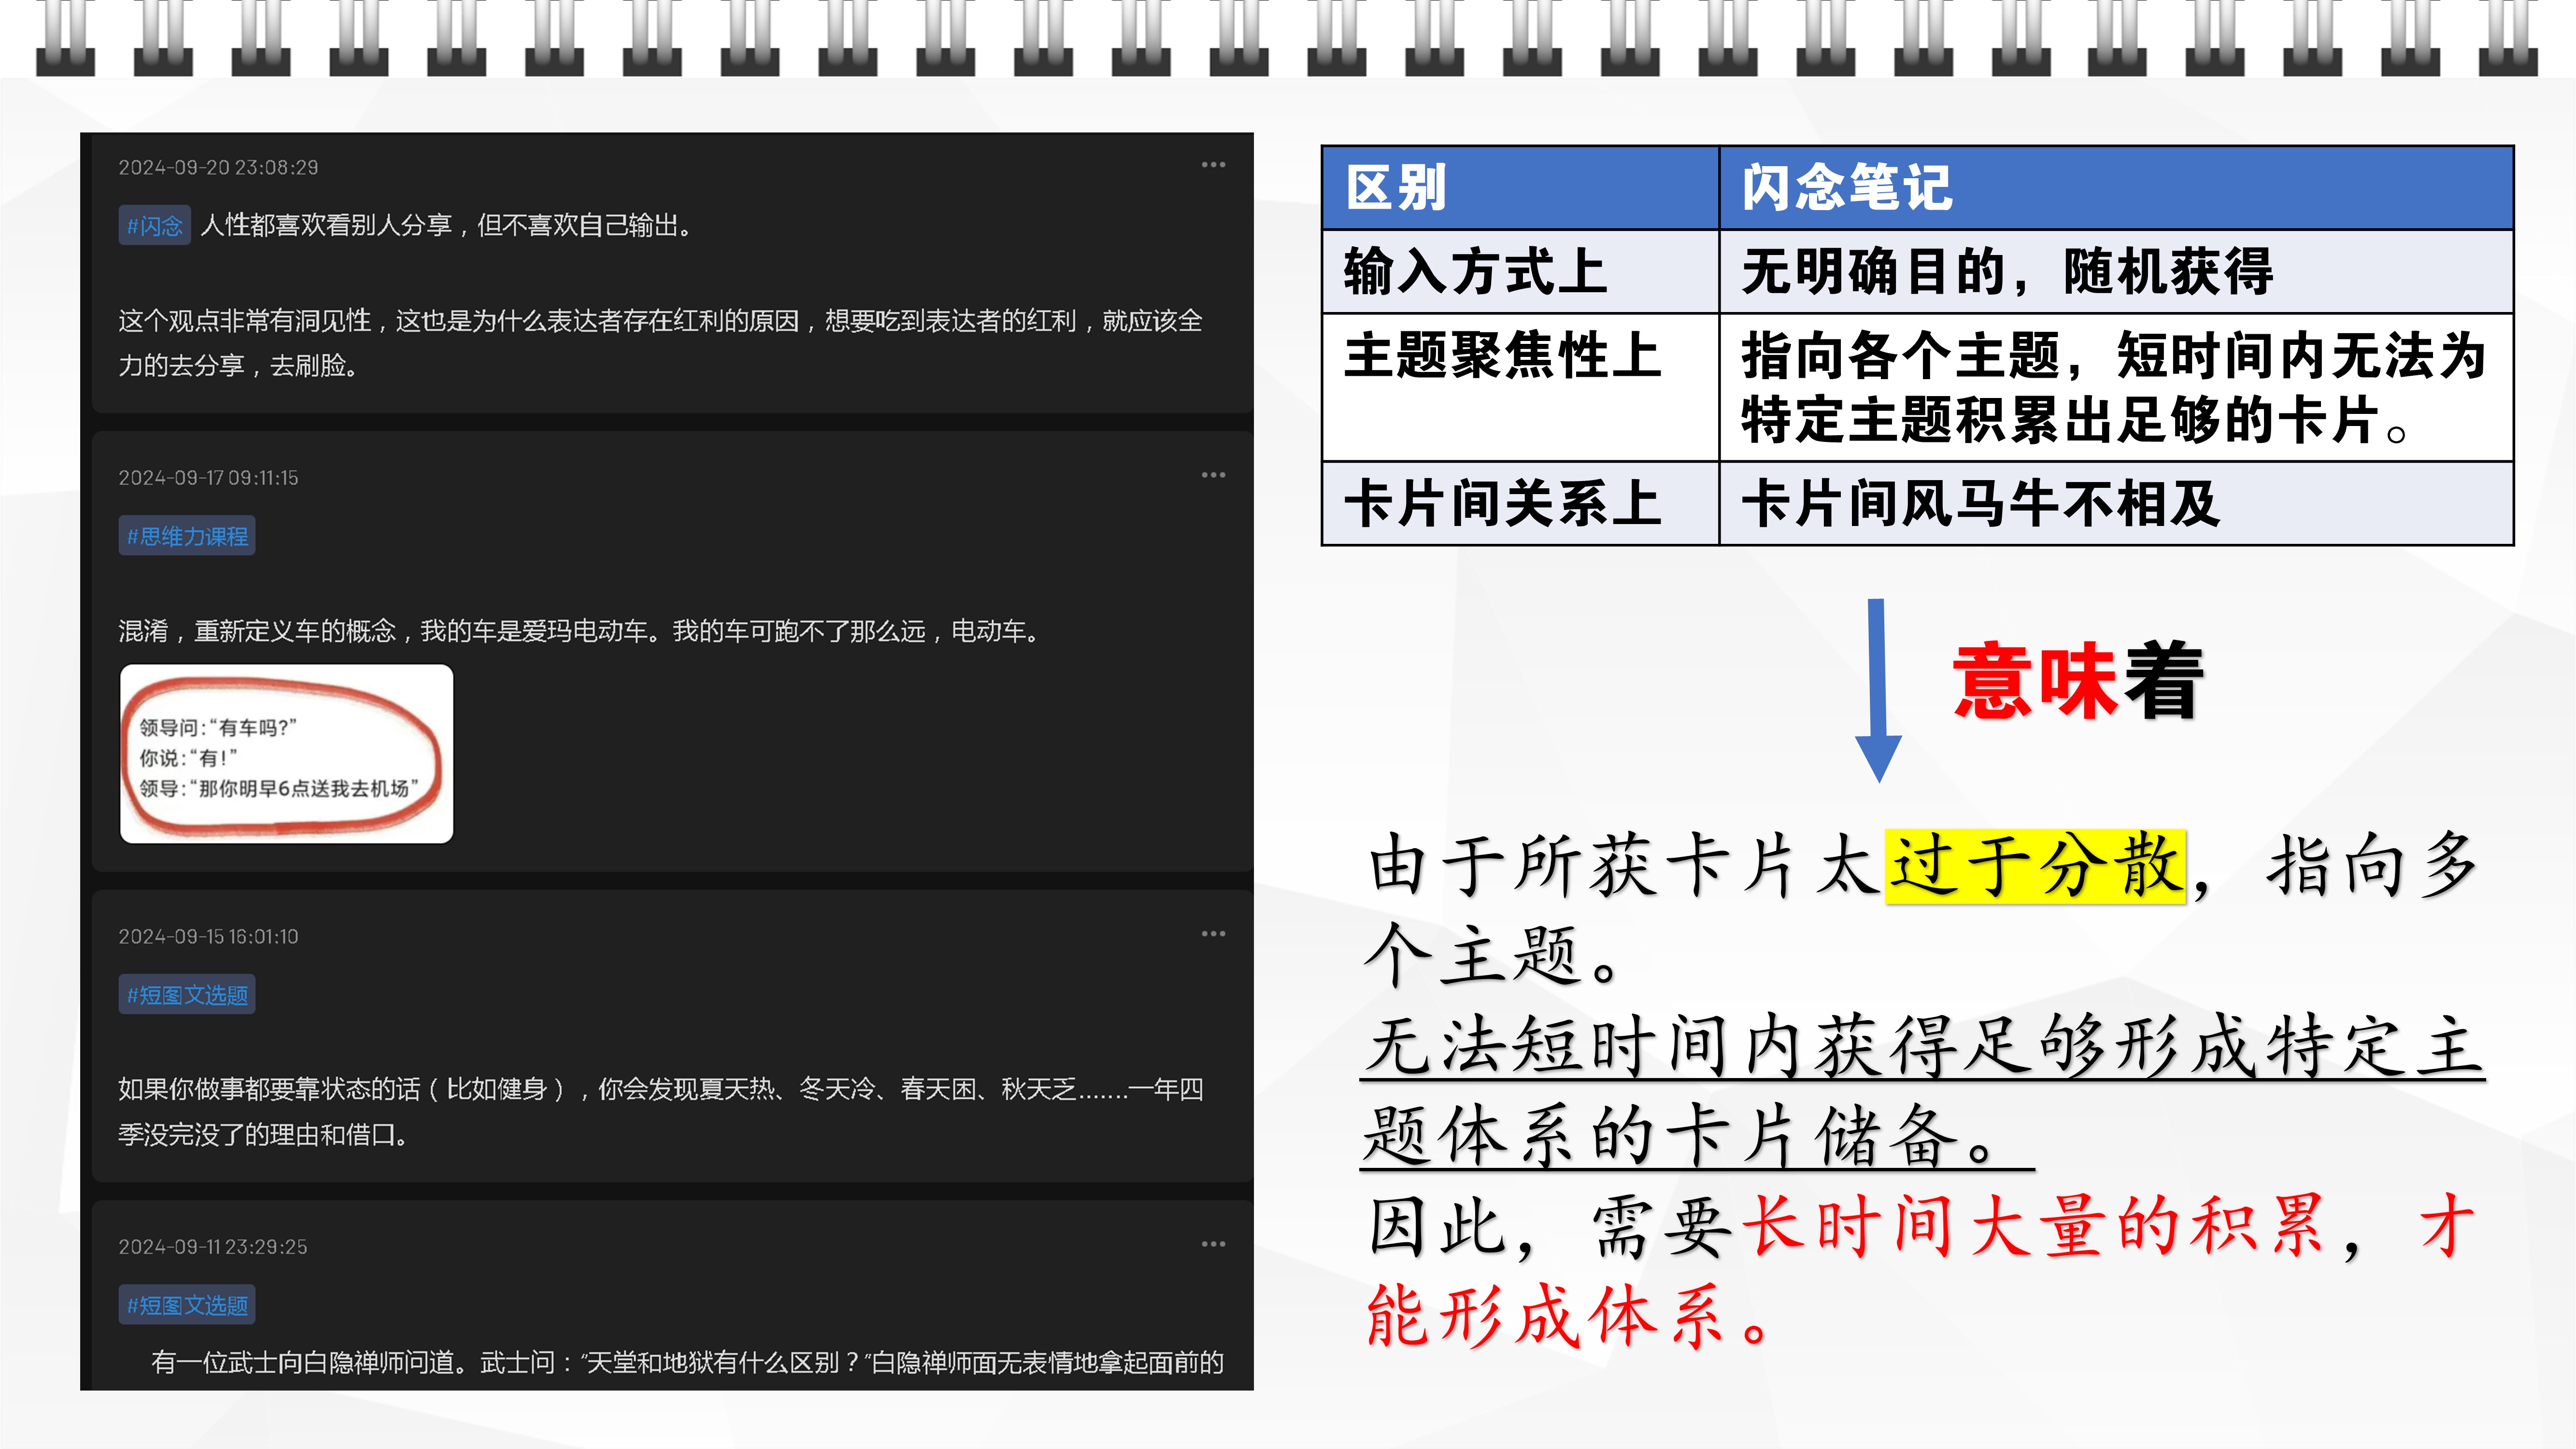 2024-09-20 23:08:29
#闪念 人性都喜欢看别人分享，但不喜欢自己输出。
这个观点非常有洞见性，这也是为什么表达者存在红利的原因，想要吃到表达者的红利，就应该全
力的去分享，去刷脸。
2024-09-17 09:11:15
#思维力课程
混淆，重新定义车的概念，我的车是爱玛电动车。我的车可跑不了那么远，电动车。
领导问：“有车吗？”
你说：“有！”
领导：“那你明早6点送我去机场”
2024-09-15 16:01:10
#短图文选题
如果你做事都要靠状态的话（比如健身），你会发现夏天热、冬天冷、春天困、秋天乏.......一年四
季没完没了的理由和借口。
2024-09-11 23:29:25
#短图文选题
有一位武士向白隐禅师问道。武士问：“天堂和地狱有什么区别？”白隐禅师面无表情地拿起面前的
区别 闪念笔记
输入方式上 无明确目的，随机获得
主题聚焦性上 指向各个主题，短时间内无法为
特定主题积累出足够的卡片。
卡片间关系上 卡片间风马牛不相及
意味着
由于所获卡片太过于分散，指向多
个主题。
无法短时间内获得足够形成特定主
题体系的卡片储备。
因此，需要长时间大量的积累，才
能形成体系。